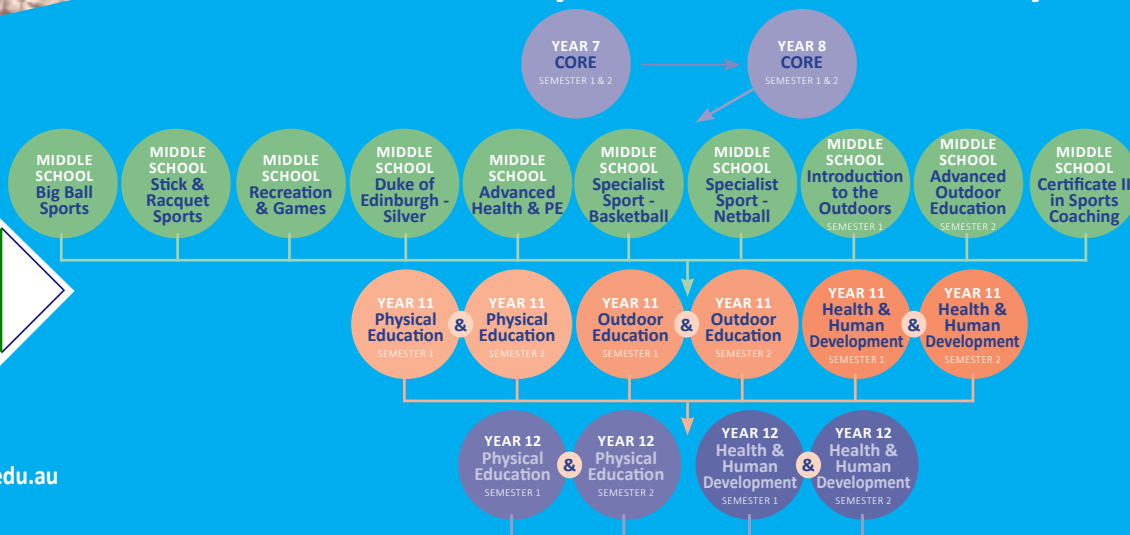 YEAR 7
CORE
SEMESTER 1 & 2
YEAR 8
CORE
SEMESTER 1 & 2
MIDDLE
SCHOOL
Big Ball
Sports
MIDDLE
SCHOOL
Stick &
Racquet
Sports
MIDDLE
SCHOOL
Recreation
& Games
MIDDLE
SCHOOL
Duke of
Edinburgh -
Silver
MIDDLE
SCHOOL
Advanced
Health & PE
MIDDLE
SCHOOL
Specialist
Sport -
Basketball
MIDDLE
SCHOOL
Specialist
Sport -
Netball
MIDDLE
SCHOOL
Introduction
to the
Outdoors
SEMESTER 1
MIDDLE
SCHOOL
Advanced
Outdoor
Education
SEMESTER 2
MIDDLE
SCHOOL
Certificate II
in Sports
Coaching
YEAR 11
Physical
Education
SEMESTER 1
&
YEAR 11
Physical
Education
SEMESTER 2
YEAR 11
Outdoor
Education
SEMESTER 1
&
YEAR 11
Outdoor
Education
SEMESTER 2
YEAR 11
Health &
Human
Development
SEMESTER 1
&
YEAR 11
Health &
Human
Development
SEMESTER 2
YEAR 12
Physical
Education
SEMESTER 1
&
YEAR 12
Physical
Education
SEMESTER 2
YEAR 12
Health &
Human
Development
SEMESTER 1
&
YEAR 12
Health &
Human
Development
SEMESTER 2
edu.au